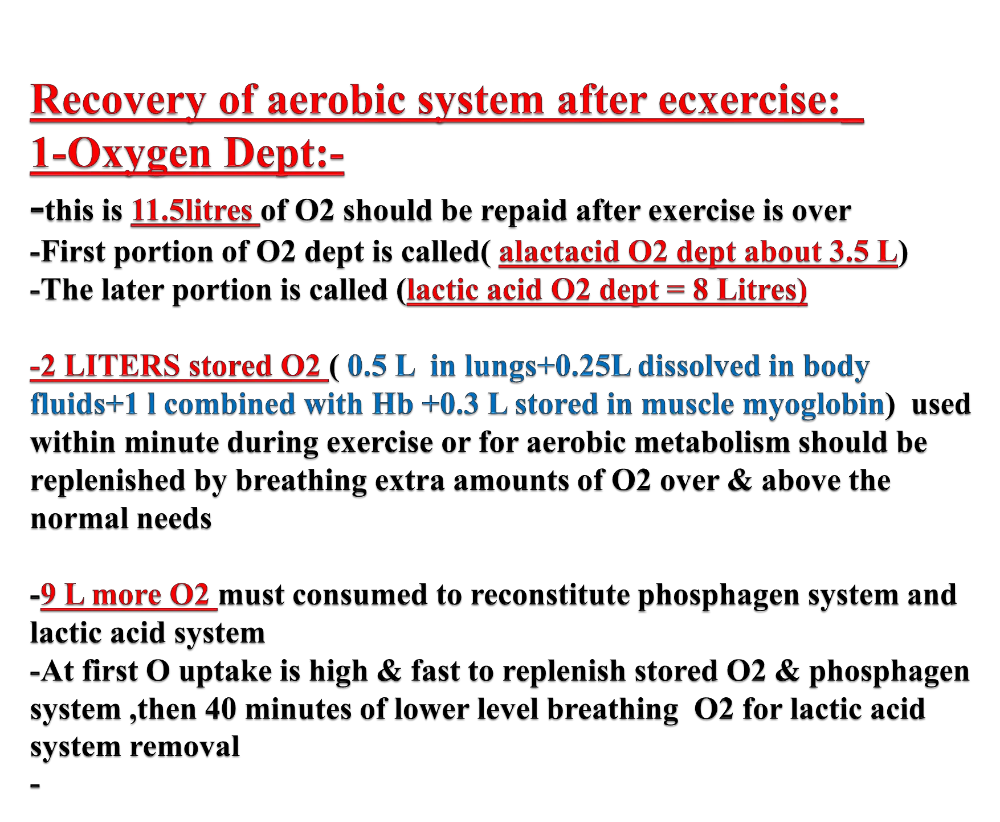 Recovery of aerobic system after ecxercise:
1-Oxygen Dept:-
-this is 11.5litres of O2 should be repaid after exercise is over
-First portion of O2 dept is called( alactacid O2 dept about 3.5 L)
-The later portion is called (lactic acid O2 dept = 8 Litres)
-2 LITERS stored O2 ( 0.5 L  in lungs+0.25L dissolved in body
fluids+1 l combined with Hb +0.3 L stored in muscle myoglobin)  used
within minute during exercise or for aerobic metabolism should be
replenished by breathing extra amounts of O2 over & above the
normal needs
-9 L more O2 must consumed to reconstitute phosphagen system and
lactic acid system
-At first O uptake is high & fast to replenish stored O2 & phosphagen
system ,then 40 minutes of lower level breathing  O2 for lactic acid
system removal
-